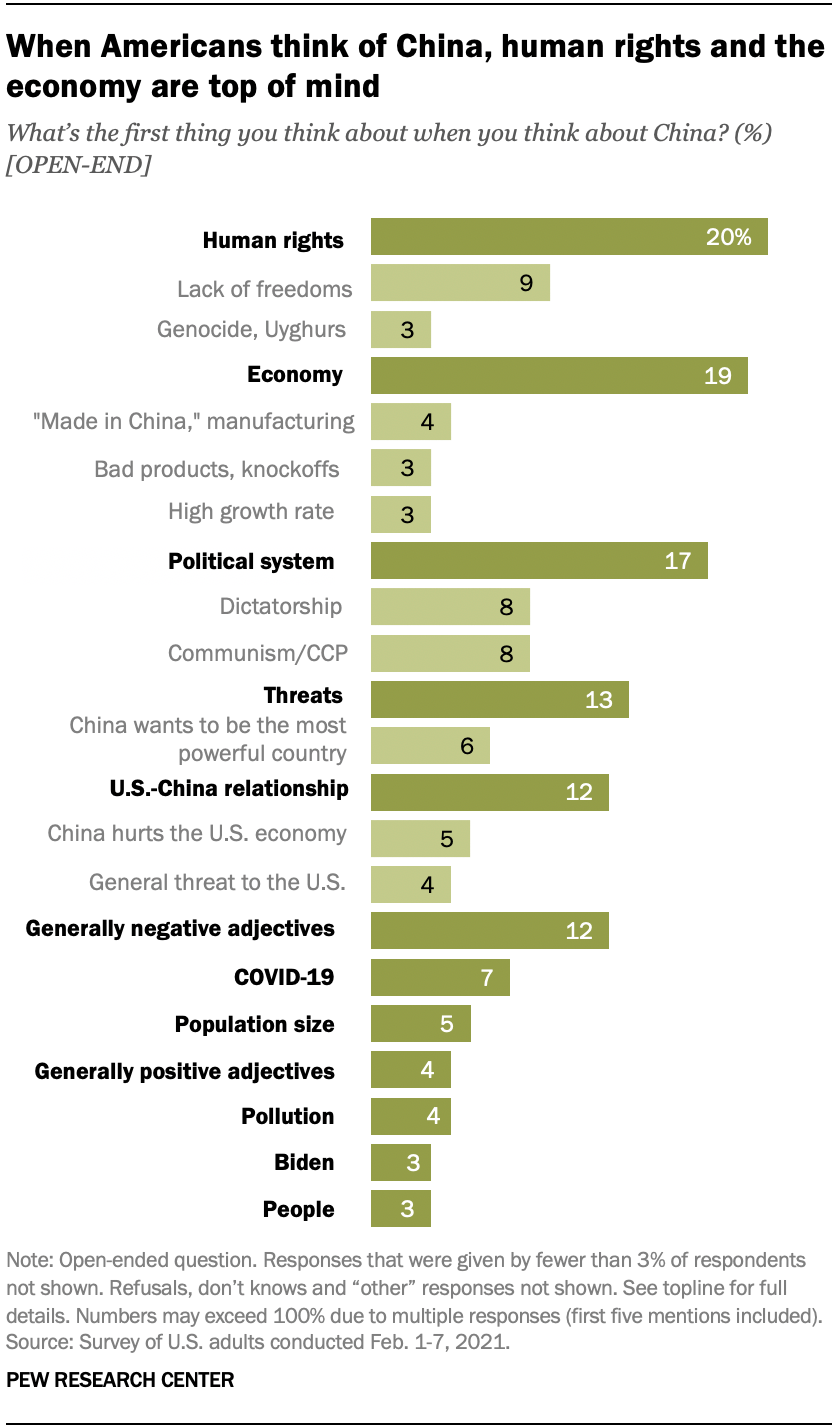 When Americans think of China, human rights and the
economy are top of mind
What's the first thing you think about when you think about China? (%)
[OPEN-END]
Human rights 20%
Lack of freedoms 9
Genocide, Uyghurs 3
Economy 19
"Made in China," manufacturing 4
Bad products, knockoffs 3
High growth rate 3
Political system 17
Dictatorship 8
Communism/CCP 8
Threats 13
China wants to be the most
powerful country 6
U.S.-China relationship 12
China hurts the U.S. economy 5
General threat to the U.S. 4
Generally negative adjectives 12
COVID-19 7
Population size 5
Generally positive adjectives 4
Pollution 4
Biden 3
People 3
Note: Open-ended question. Responses that were given by fewer than 3% of respondents
not shown. Refusals, don't knows and “other” responses not shown. See topline for full
details. Numbers may exceed 100% due to multiple responses (first five mentions included).
Source: Survey of U.S. adults conducted Feb. 1-7, 2021.
PEW RESEARCH CENTER